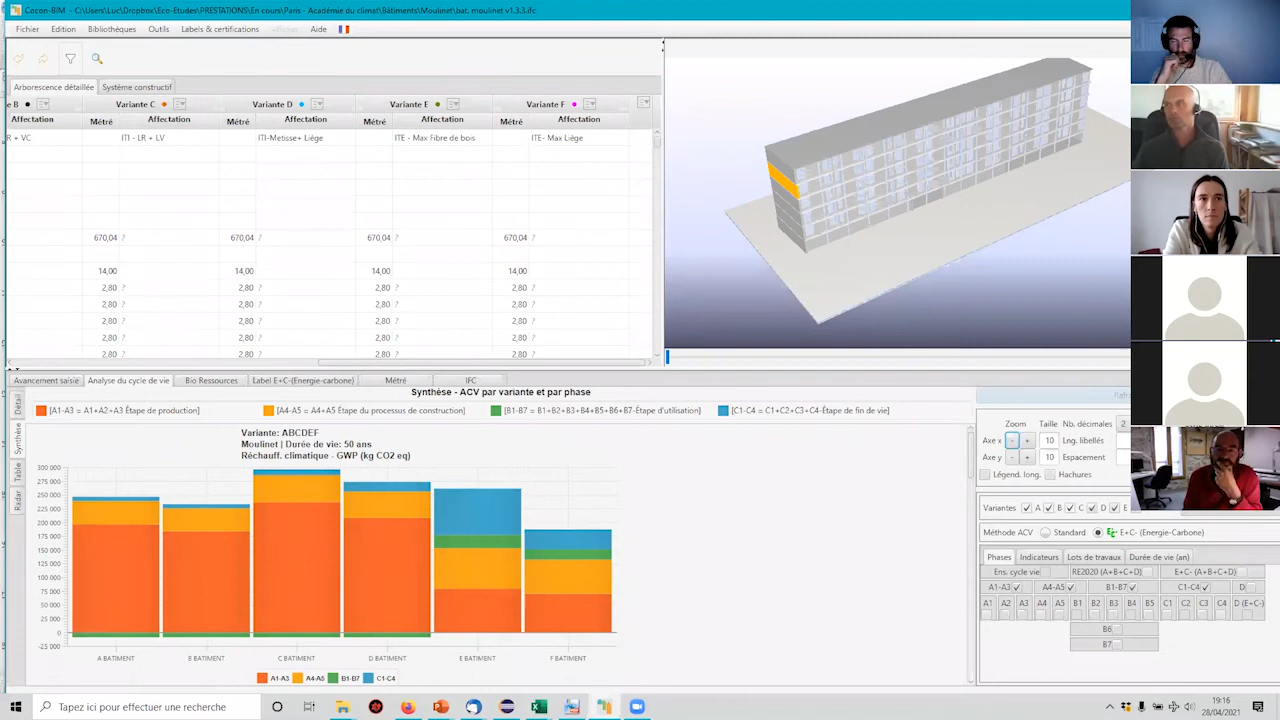 Cocon-BIM - C:\Users\Luc\Dropbox\Eco-Etudes\PRESTATIONS\En cours\Paris - Académie du climat\Bâtiments\Moulinet\bat. moulinet v1.3.3.ifc
Fichier Edition Bibliothèques Outils Labels & certifications Aide
Arborescence détaillée Système constructif
e B Variante C Variante D Variante E Variante F
Affectation Métré Affectation Métré Affectation Métré Affectation Métré Affectation
R + VC ITI - LR + LV ITI-Metisse+ Liège ITE - Max Fibre de bois ITE- Max Liège
670,04 ? 670,04 ? 670,04 ? 670,04 ?
14,00 14,00 14,00 14,00
2,80 ? 2,80 ? 2,80 ? 2,80 ?
2,80 ? 2,80 ? 2,80 ? 2,80 ?
2,80 ? 2,80 ? 2,80 ? 2,80 ?
2,80 ? 2,80 ? 2,80 ? 2,80 ?
2,80 ? 2,80 ? 2,80 ? 2,80 ?
Avancement saisie Analyse du cycle de vie Bio Ressources Label E+C-(Energie-carbone) Métré IFC
Détail
Synthèse
Table
Radar
Synthèse - ACV par variante et par phase
[A1-A3 = A1+A2+A3 Étape de production] [A4-A5 = A4+A5 Étape du processus de construction] [B1-B7 = B1+B2+B3+B4+B5+B6+B7-Étape d'utilisation] [C1-C4 = C1+C2+C3+C4-Étape de fin de vie]
Variante: ABCDEF
Moulinet | Durée de vie: 50 ans
Réchauff. climatique - GWP (kg CO2 eq)
300 000
275 000
250 000
225 000
200 000
175 000
150 000
125 000
100 000
75 000
50 000
25 000
0
-25 000
A BATIMENT B BATIMENT C BATIMENT D BATIMENT E BATIMENT F BATIMENT
A1-A3 A4-A5 B1-B7 C1-C4
Zoom Taille Nb. décimales 2
Axe x - + 10 Lng. libellés
Axe y - + 10 Espacement
Légend. long. Hachures
Variantes A B C D E
Méthode ACV Standard E+C- (Energie-Carbone)
Phases Indicateurs Lots de travaux Durée de vie (an)
Ens. cycle vie RE2020 (A+B+C+D) E+C- (A+B+C+D)
A1-A3 A4-A5 B1-B7 C1-C4 D
A1 A2 A3 A4 A5 B1 B2 B3 B4 B5 C1 C2 C3 C4 D (E+C-)
B6
B7
Tapez ici pour effectuer une recherche
19:16
28/04/2021